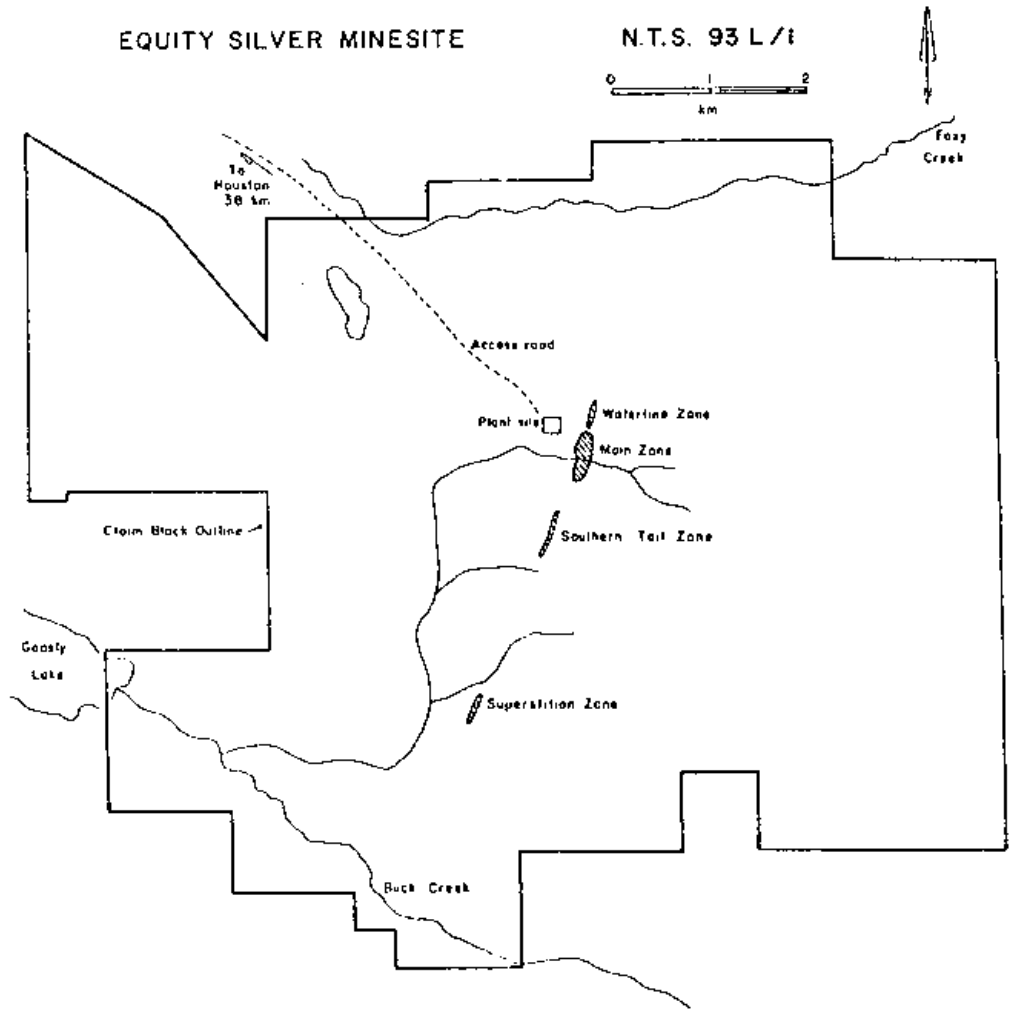 EQUITY SILVER MINESITE
N.T.S. 93 L/1
0 1 2
km
N
Foxy
Creek
To
Houston
38 km
Access road
Plant site
Waterline Zone
Main Zone
Claim Block Outline
Southern Tail Zone
Goosly
Lake
Superstition Zone
Buck Creek